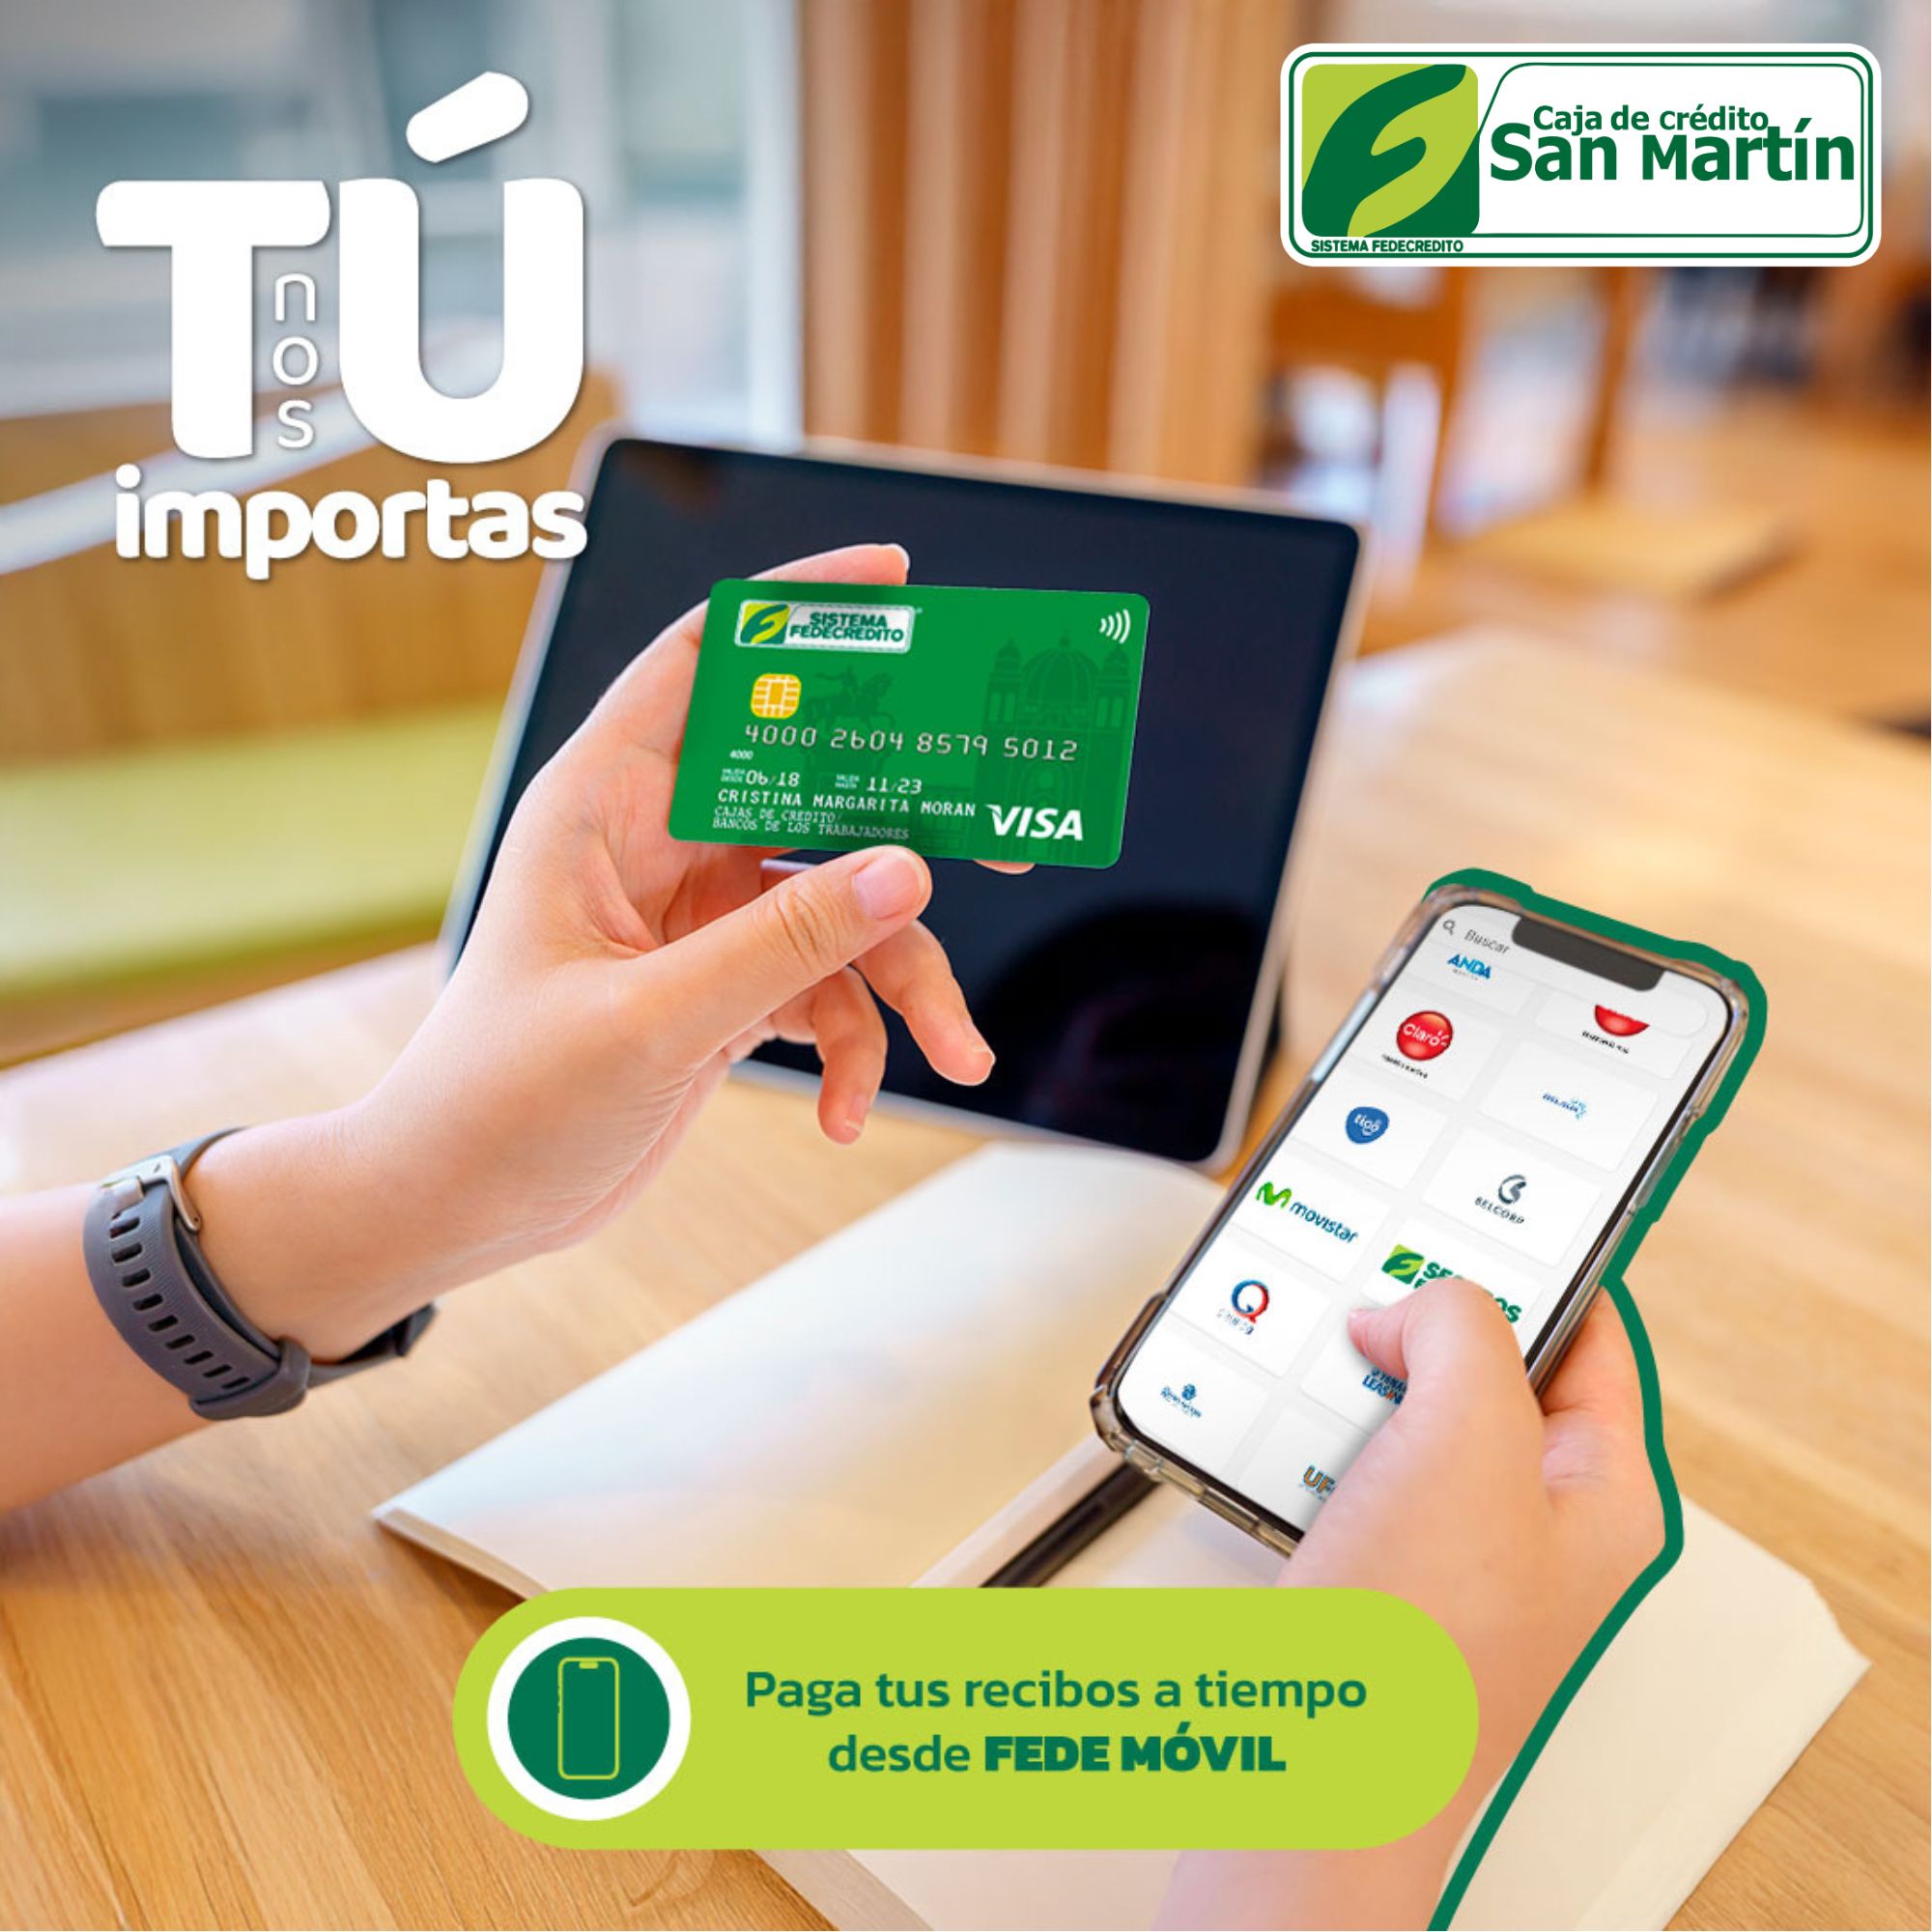 TÚ
nos
importas
Caja de crédito
San Martín
SISTEMA FEDECREDITO
SISTEMA
FEDECREDITO
4000 2604 8579 5012
4000
06/18 11/23
CRISTINA MARGARITA MORAN
CAJAS DE CREDITO/
BANCOS DE LOS TRABAJADORES
VISA
Buscar
ANDA
Claro
tigo
BELCORP
movistar
Paga tus recibos a tiempo
desde FEDE MÓVIL